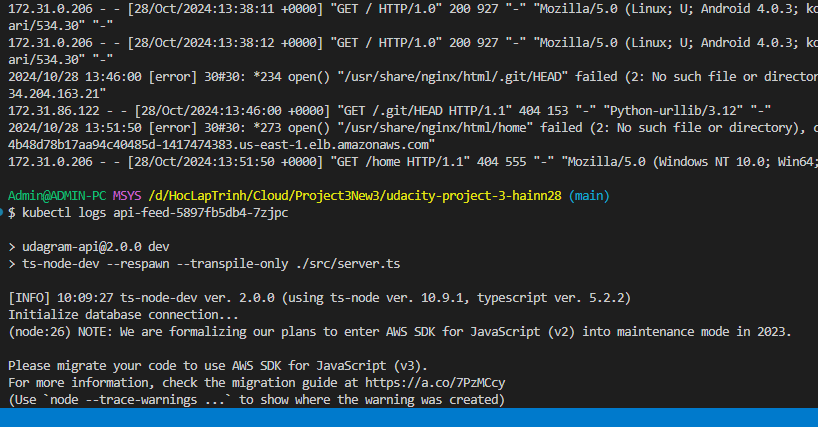 172.31.0.206 - - [28/Oct/2024:13:38:11 +0000] "GET / HTTP/1.0" 200 927 "-" "Mozilla/5.0 (Linux; U; Android 4.0.3; ko
ari/534.30" "-"
172.31.0.206 - - [28/Oct/2024:13:38:12 +0000] "GET / HTTP/1.0" 200 927 "-" "Mozilla/5.0 (Linux; U; Android 4.0.3; ko
ari/534.30" "-"
2024/10/28 13:46:00 [error] 30#30: *234 open() "/usr/share/nginx/html/.git/HEAD" failed (2: No such file or director
34.204.163.21"
172.31.86.122 - - [28/Oct/2024:13:46:00 +0000] "GET /.git/HEAD HTTP/1.1" 404 153 "-" "Python-urllib/3.12" "-"
2024/10/28 13:51:50 [error] 30#30: *273 open() "/usr/share/nginx/html/home" failed (2: No such file or directory), c
4b48d78b17aa94c40485d-1417474383.us-east-1.elb.amazonaws.com"
172.31.0.206 - - [28/Oct/2024:13:51:50 +0000] "GET /home HTTP/1.1" 404 555 "-" "Mozilla/5.0 (Windows NT 10.0; Win64;
Admin@ADMIN-PC MSYS /d/HocLapTrinh/Cloud/Project3New3/udacity-project-3-hainn28 (main)
$ kubectl logs api-feed-5897fb5db4-7zjpc
> udagram-api@2.0.0 dev
> ts-node-dev --respawn --transpile-only ./src/server.ts
[INFO] 10:09:27 ts-node-dev ver. 2.0.0 (using ts-node ver. 10.9.1, typescript ver. 5.2.2)
Initialize database connection...
(node:26) NOTE: We are formalizing our plans to enter AWS SDK for JavaScript (v2) into maintenance mode in 2023.
Please migrate your code to use AWS SDK for JavaScript (v3).
For more information, check the migration guide at https://a.co/7PzMCcy
(Use `node --trace-warnings ...` to show where the warning was created)